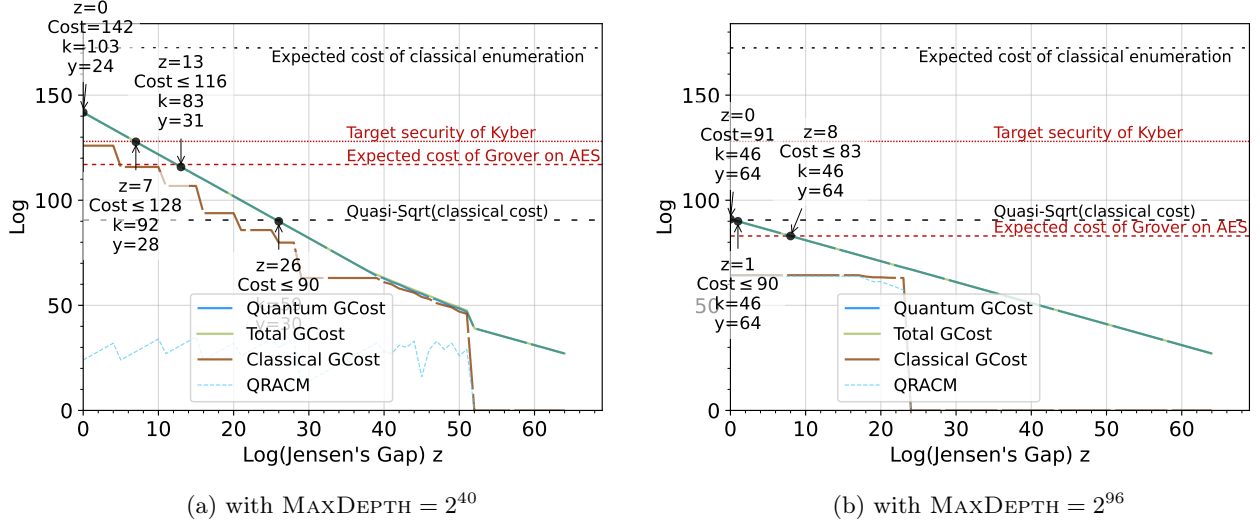 z=0
Cost=142
k=103
y=24
z=13
Cost ≤ 116
k=83
y=31
Expected cost of classical enumeration
Target security of Kyber
Expected cost of Grover on AES
Quasi-Sqrt(classical cost)
z=7
Cost ≤ 128
k=92
y=28
z=26
Cost ≤ 90
k=59
y=30
Quantum GCost
Total GCost
Classical GCost
QRACM
Log
150
100
50
0
0 10 20 30 40 50 60
Log(Jensen's Gap) z
(a) with MAXDEPTH = 2^40
Expected cost of classical enumeration
z=0
Cost=91
k=46
y=64
z=8
Cost ≤ 83
k=46
y=64
Target security of Kyber
Quasi-Sqrt(classical cost)
Expected cost of Grover on AES
z=1
Cost ≤ 90
k=46
y=64
Quantum GCost
Total GCost
Classical GCost
QRACM
Log
150
100
50
0
0 10 20 30 40 50 60
Log(Jensen's Gap) z
(b) with MAXDEPTH = 2^96